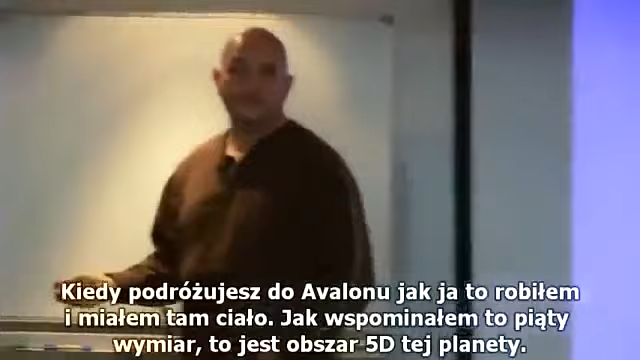 Kiedy podróżujesz do Avalonu jak ja to robiłem
i miałem tam ciało. Jak wspominałem to piąty
wymiar, to jest obszar 5D tej planety.